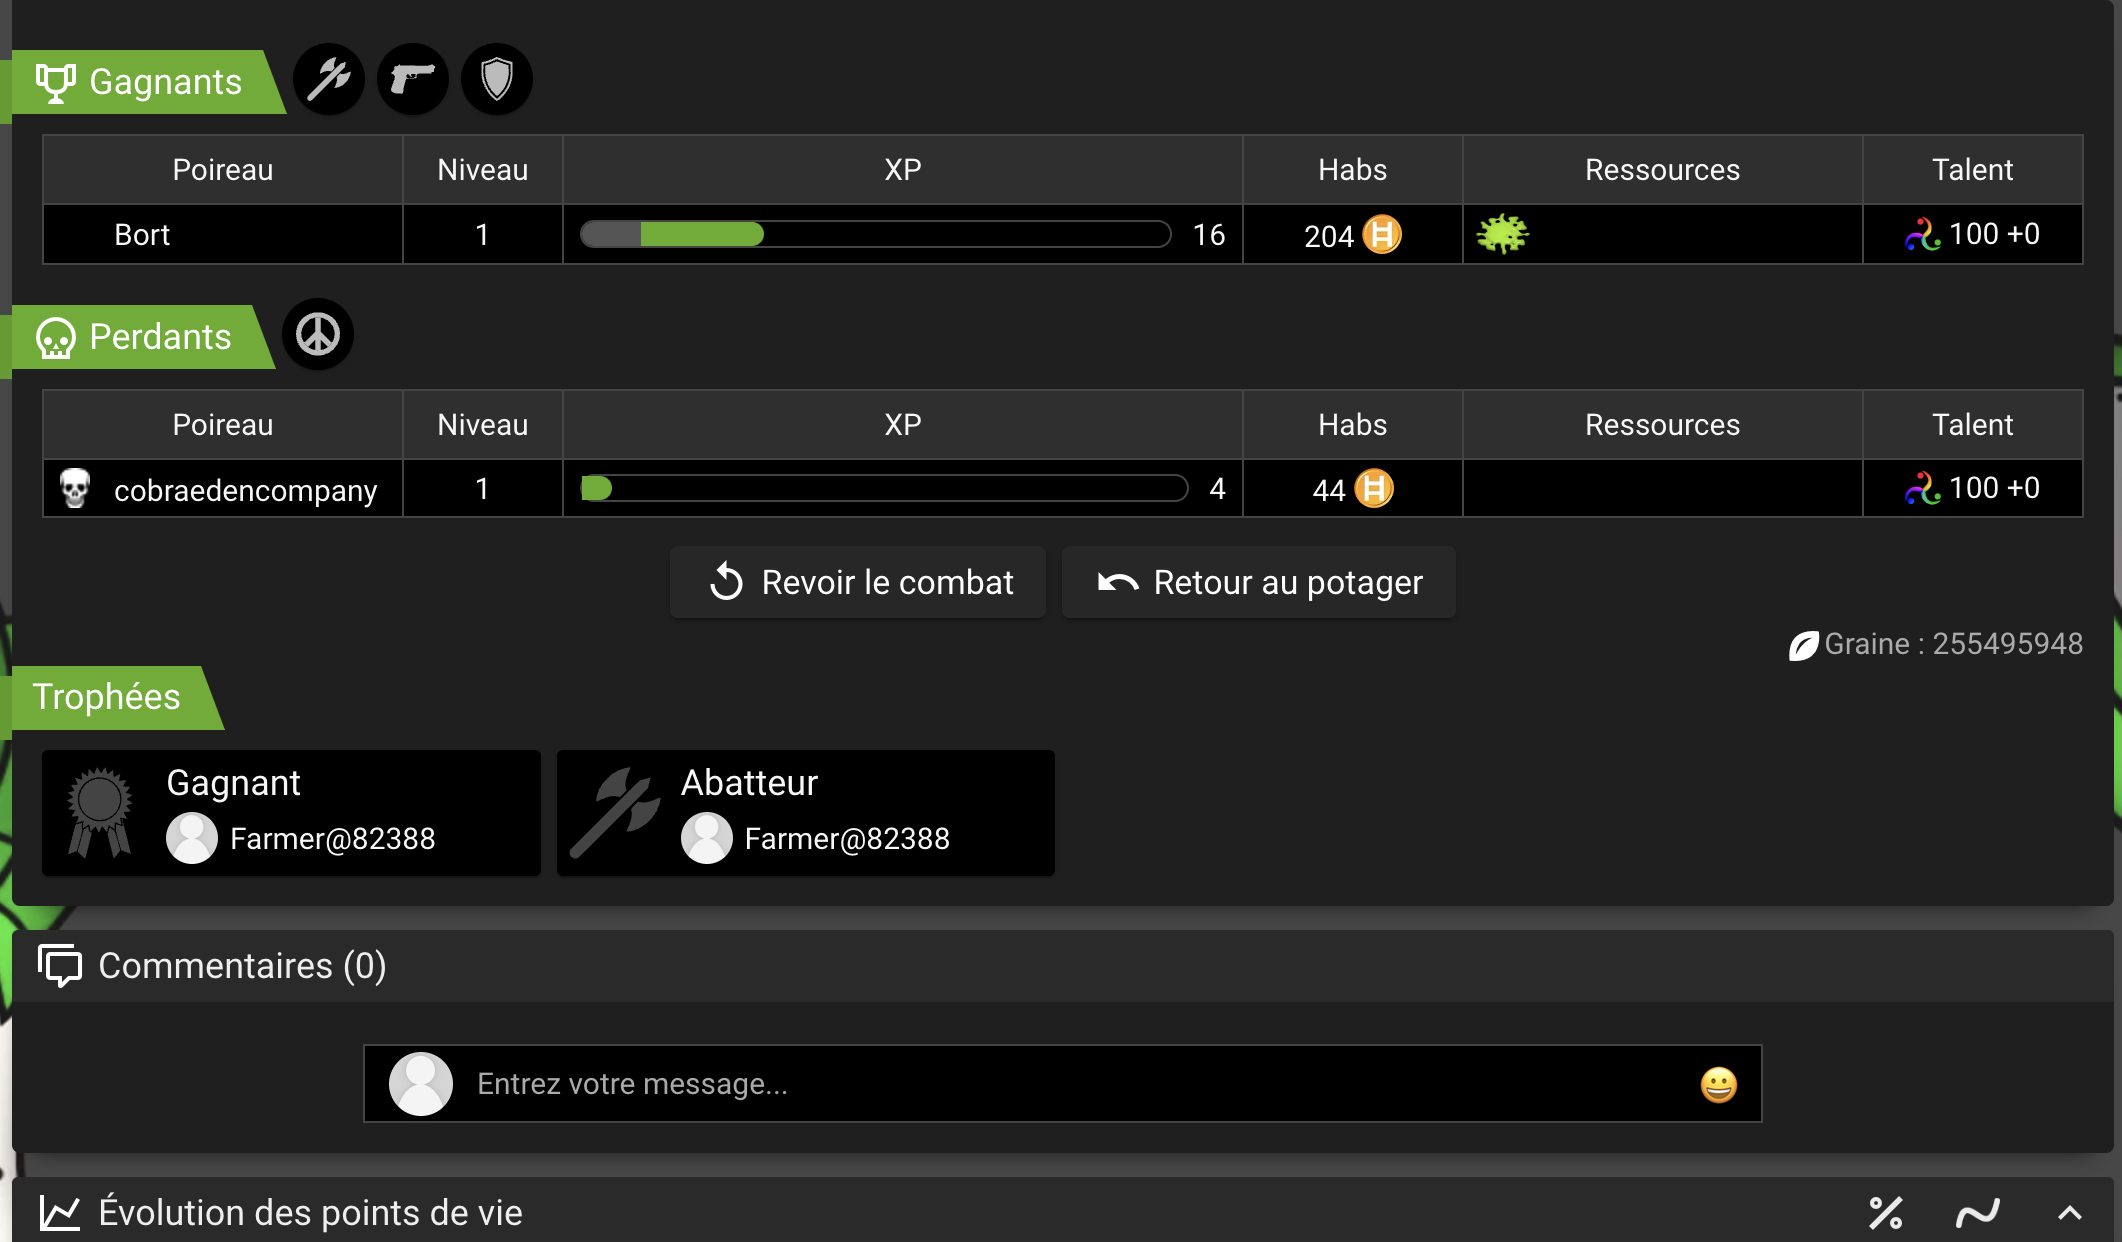 Gagnants
Poireau Niveau XP Habs Ressources Talent
Bort 1 16 204 100 +0
Perdants
Poireau Niveau XP Habs Ressources Talent
cobraedencompany 1 4 44 100 +0
Revoir le combat Retour au potager
Graine : 255495948
Trophées
Gagnant Abatteur
Farmer@82388 Farmer@82388
Commentaires (0)
Entrez votre message...
Évolution des points de vie